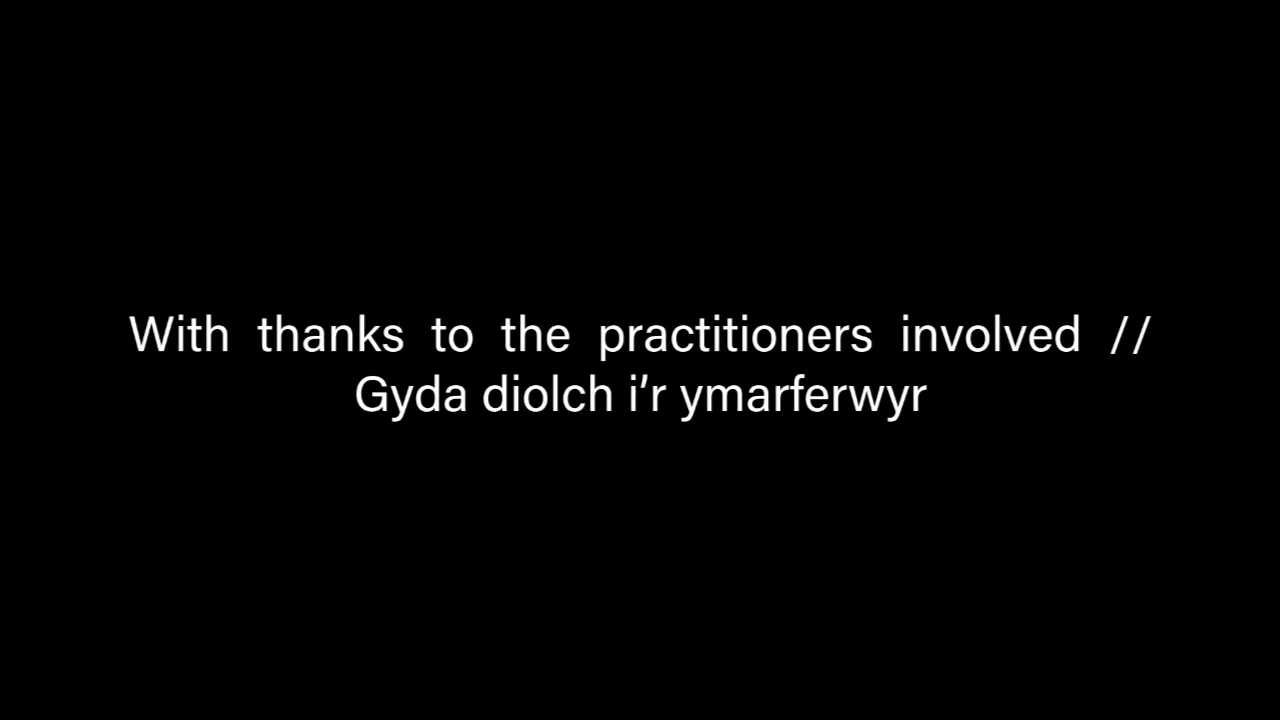 With thanks to the practitioners involved //
Gyda diolch i’r ymarferwyr